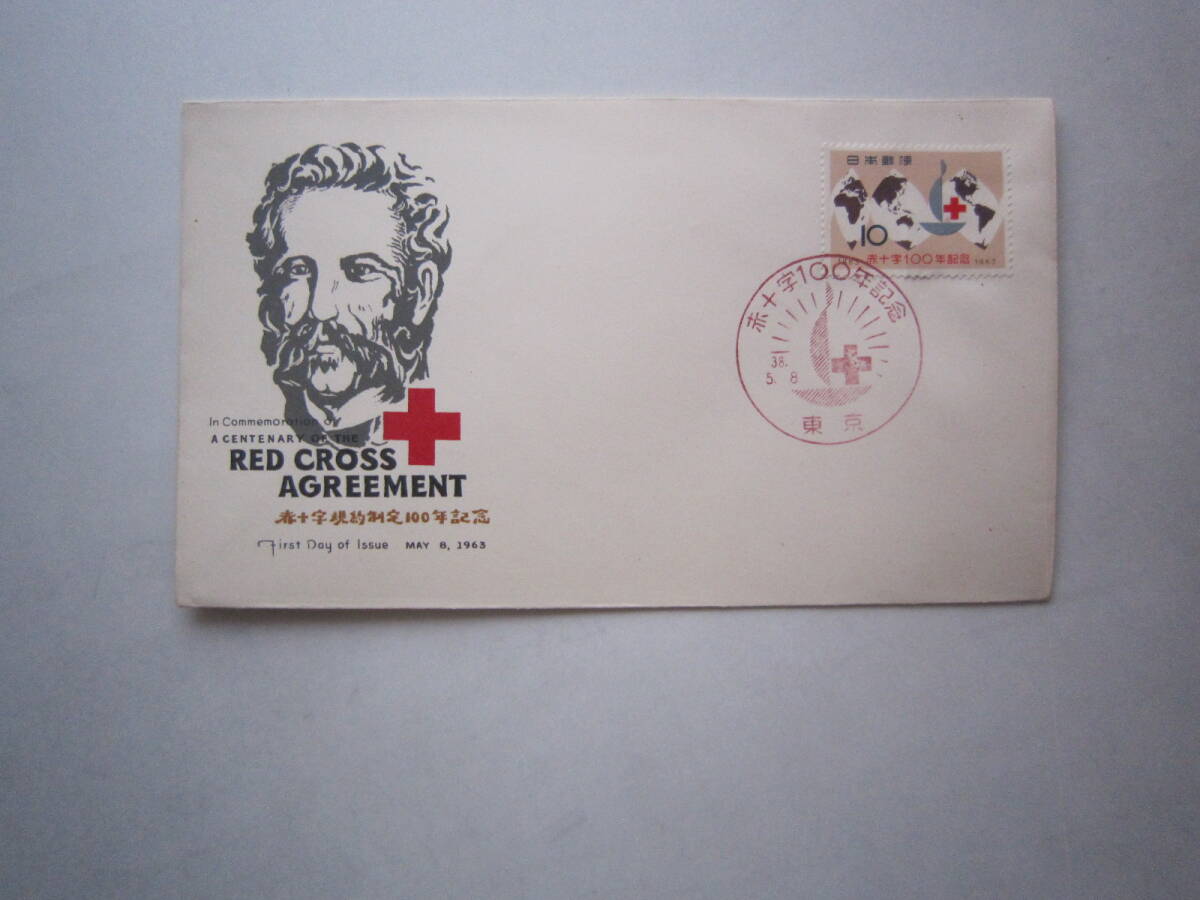 In Commemoration of
A CENTENARY OF THE
RED CROSS
AGREEMENT
赤十字規約制定100年記念
First Day of Issue MAY 8, 1963
日本郵便
10
1863 赤十字100年記念 1963
赤十字100年記念
38.
5. 8
東京